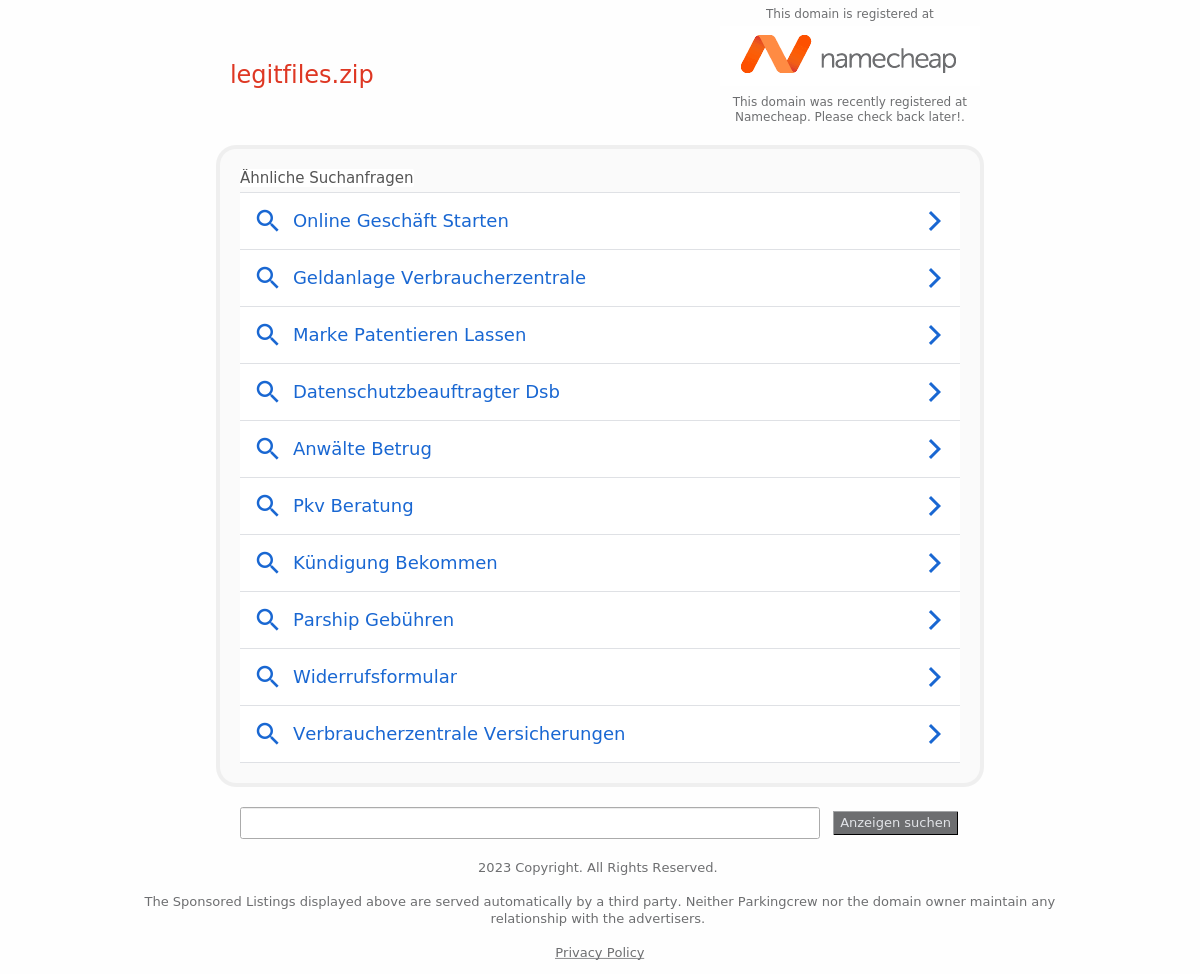 This domain is registered at
namecheap
legitfiles.zip
This domain was recently registered at
Namecheap. Please check back later!.
Ähnliche Suchanfragen
Online Geschäft Starten
Geldanlage Verbraucherzentrale
Marke Patentieren Lassen
Datenschutzbeauftragter Dsb
Anwälte Betrug
Pkv Beratung
Kündigung Bekommen
Parship Gebühren
Widerrufsformular
Verbraucherzentrale Versicherungen
Anzeigen suchen
2023 Copyright. All Rights Reserved.
The Sponsored Listings displayed above are served automatically by a third party. Neither Parkingcrew nor the domain owner maintain any
relationship with the advertisers.
Privacy Policy